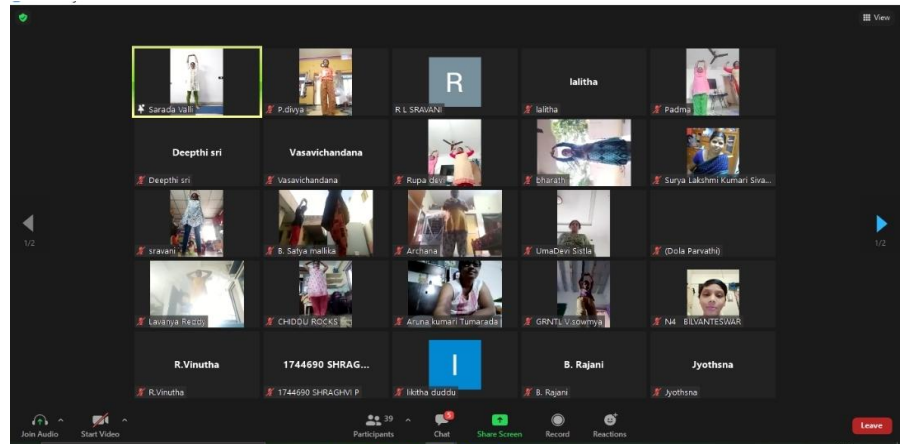 View
Sarada Valli
P.divya
R
R L SRAVANI
lalitha
lalitha
Padma
Deepthi sri
Deepthi sri
Vasavichandana
Vasavichandana
Rupa devi
bharath
Surya Lakshmi Kumari Siva...
sravani
B. Satya mallika
Archana
UmaDevi Sistla
(Dola Parvathi)
1/2
1/2
Lavanya Reddy
CHIDDU ROCKS
Aruna kumari Tumarada
GRNTL V.sowmya
N4 BILVANTESWAR
R.Vinutha
R.Vinutha
1744690 SHRAG...
1744690 SHRAGHVI P
l
likitha duddu
B. Rajani
B. Rajani
Jyothsna
Jyothsna
Join Audio
Start Video
39
Participants
5
Chat
Share Screen
Record
Reactions
Leave